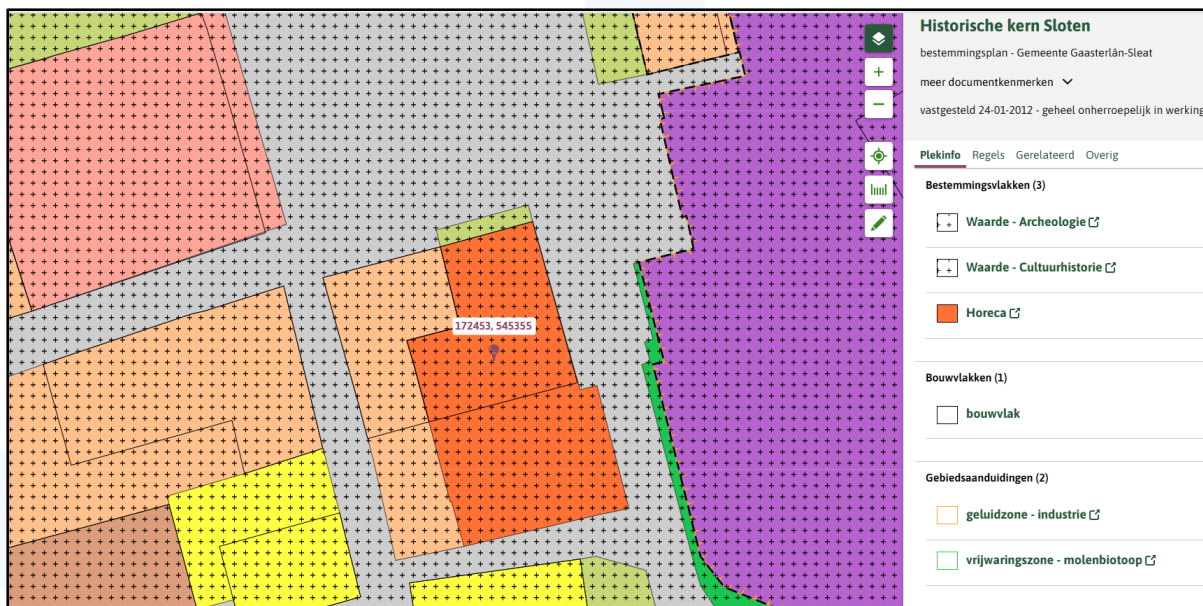 Historische kern Sloten
bestemmingsplan - Gemeente Gaasterlân-Sleat
meer documentkenmerken
vastgesteld 24-01-2012 - geheel onherroepelijk in werking
Plekinfo Regels Gerelateerd Overig
Bestemmingsvlakken (3)
Waarde - Archeologie
Waarde - Cultuurhistorie
Horeca
Bouwvlakken (1)
bouwvlak
Gebiedsaanduidingen (2)
geluidzone - industrie
vrijwaringszone - molenbiotoop
172453, 545355